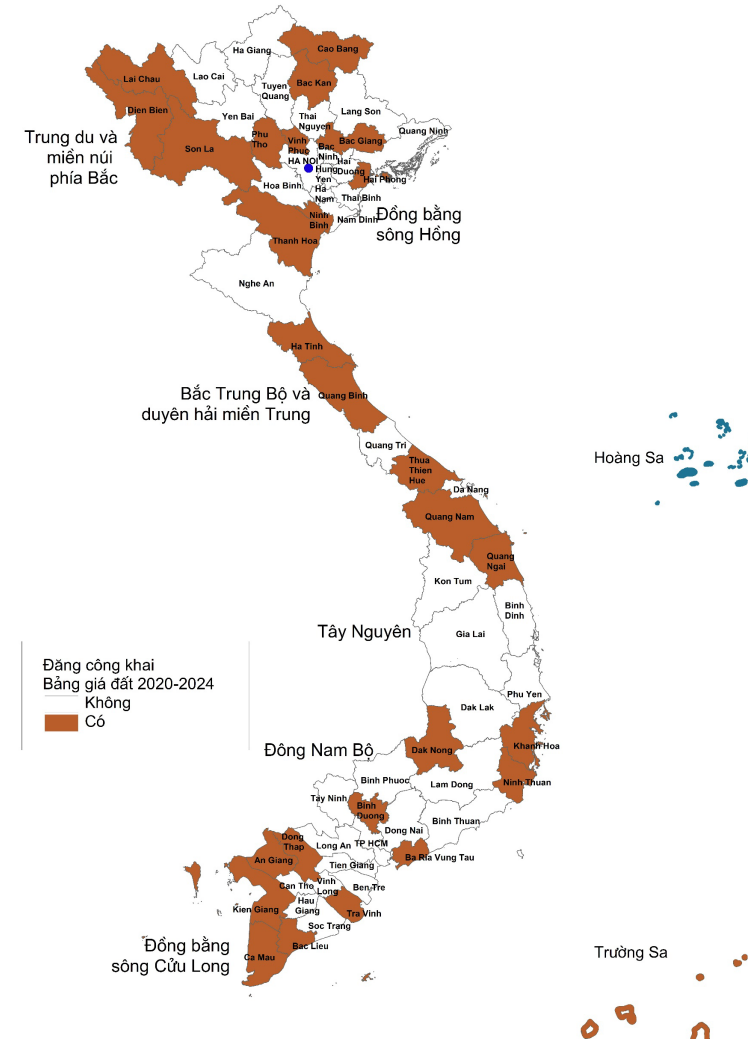 Cao Bang
Ha Giang
Lai Chau
Lao Cai
Bac Kan
Tuyen
Quang
Dien Bien
Lang Son
Yen Bai
Thai
Nguyen
Quang Ninh
Trung du và
miền núi
phía Bắc
Phu
Tho
Vinh
Phuc
Bac Giang
Son La
Bac
Ninh
HA NOI
Hai
Duong
Hung
Yen
Hai Phong
Hoa Binh
Ha
Nam
Thai Binh
Ninh
Binh
Nam Dinh
Đồng bằng
sông Hồng
Thanh Hoa
Nghe An
Ha Tinh
Bắc Trung Bộ và
duyên hải miền Trung
Quang Binh
Quang Tri
Thua
Thien
Hue
Hoàng Sa
Da Nang
Quang Nam
Quang
Ngai
Kon Tum
Binh
Dinh
Tây Nguyên
Gia Lai
Đăng công khai
Bảng giá đất 2020-2024
Không
Có
Phu Yen
Dak Lak
Đông Nam Bộ
Dak Nong
Khanh Hoa
Binh Phuoc
Lam Dong
Ninh Thuan
Tay Ninh
Binh
Duong
Binh Thuan
Dong Nai
Dong
Thap
Long An
TP HCM
An Giang
Tien Giang
Ba Ria Vung Tau
Can Tho
Vinh
Long
Ben Tre
Kien Giang
Hau
Giang
Tra Vinh
Soc Trang
Đồng bằng
sông Cửu Long
Bac Lieu
Ca Mau
Trường Sa